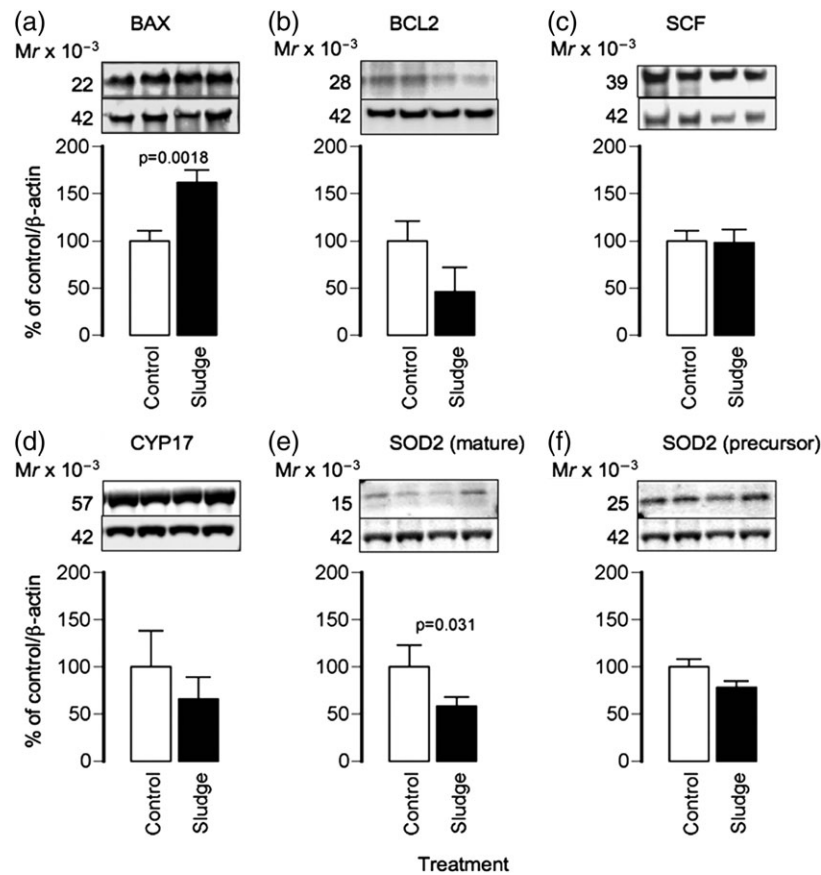 (a) BAX
Mr x 10⁻³
22
42
200
p=0.0018
150
100
50
0
% of control/β-actin
Control
Sludge
(b) BCL2
Mr x 10⁻³
28
42
200
150
100
50
0
Control
Sludge
(c) SCF
Mr x 10⁻³
39
42
200
150
100
50
0
Control
Sludge
(d) CYP17
Mr x 10⁻³
57
42
200
150
100
50
0
% of control/β-actin
Control
Sludge
(e) SOD2 (mature)
Mr x 10⁻³
15
42
200
150
p=0.031
100
50
0
Control
Sludge
(f) SOD2 (precursor)
Mr x 10⁻³
25
42
200
150
100
50
0
Control
Sludge
Treatment